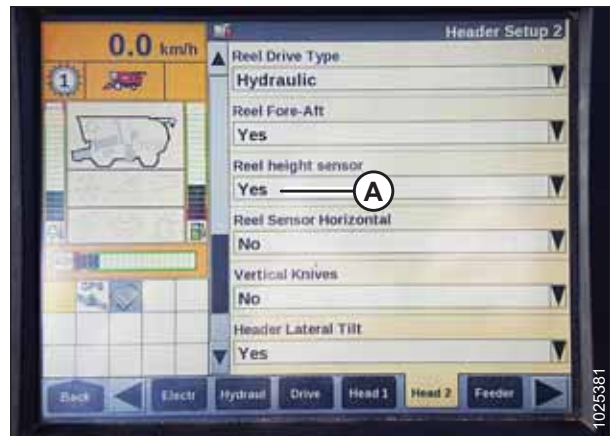 Header Setup 2
0.0 km/h
1
Reel Drive Type
Hydraulic
Reel Fore-Aft
Yes
Reel height sensor
Yes
A
Reel Sensor Horizontal
No
Vertical Knives
No
Header Lateral Tilt
Yes
Back
Electr
Hydraul
Drive
Head 1
Head 2
Feeder
1025381